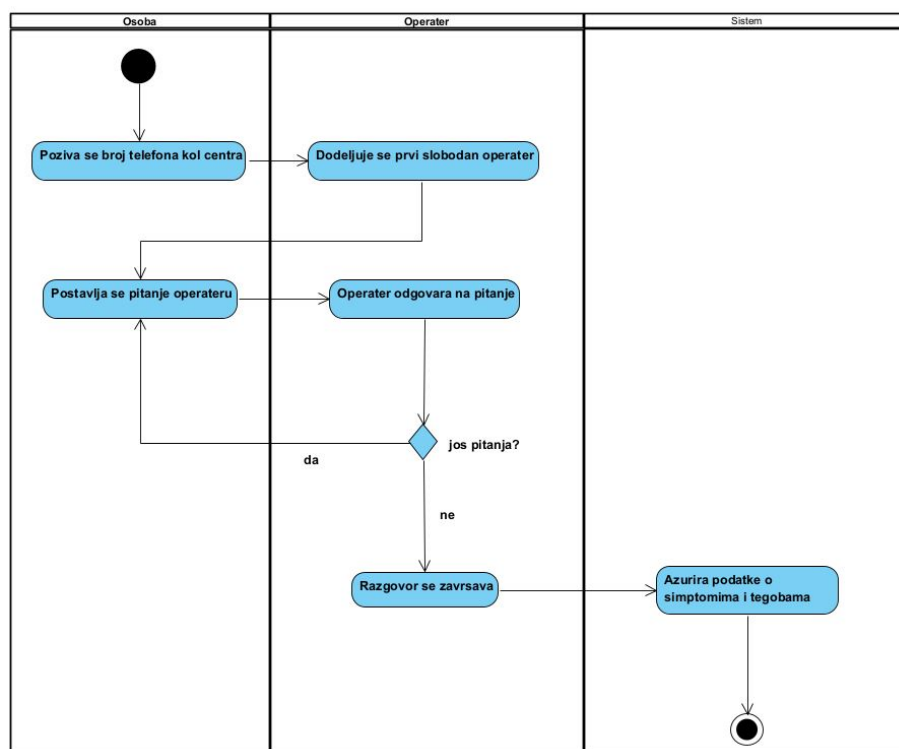 Osoba
Operater
Sistem
Poziva se broj telefona kol centra
Dodeljuje se prvi slobodan operater
Postavlja se pitanje operateru
Operater odgovara na pitanje
jos pitanja?
da
ne
Razgovor se zavrsava
Azurira podatke o
simptomima i tegobama